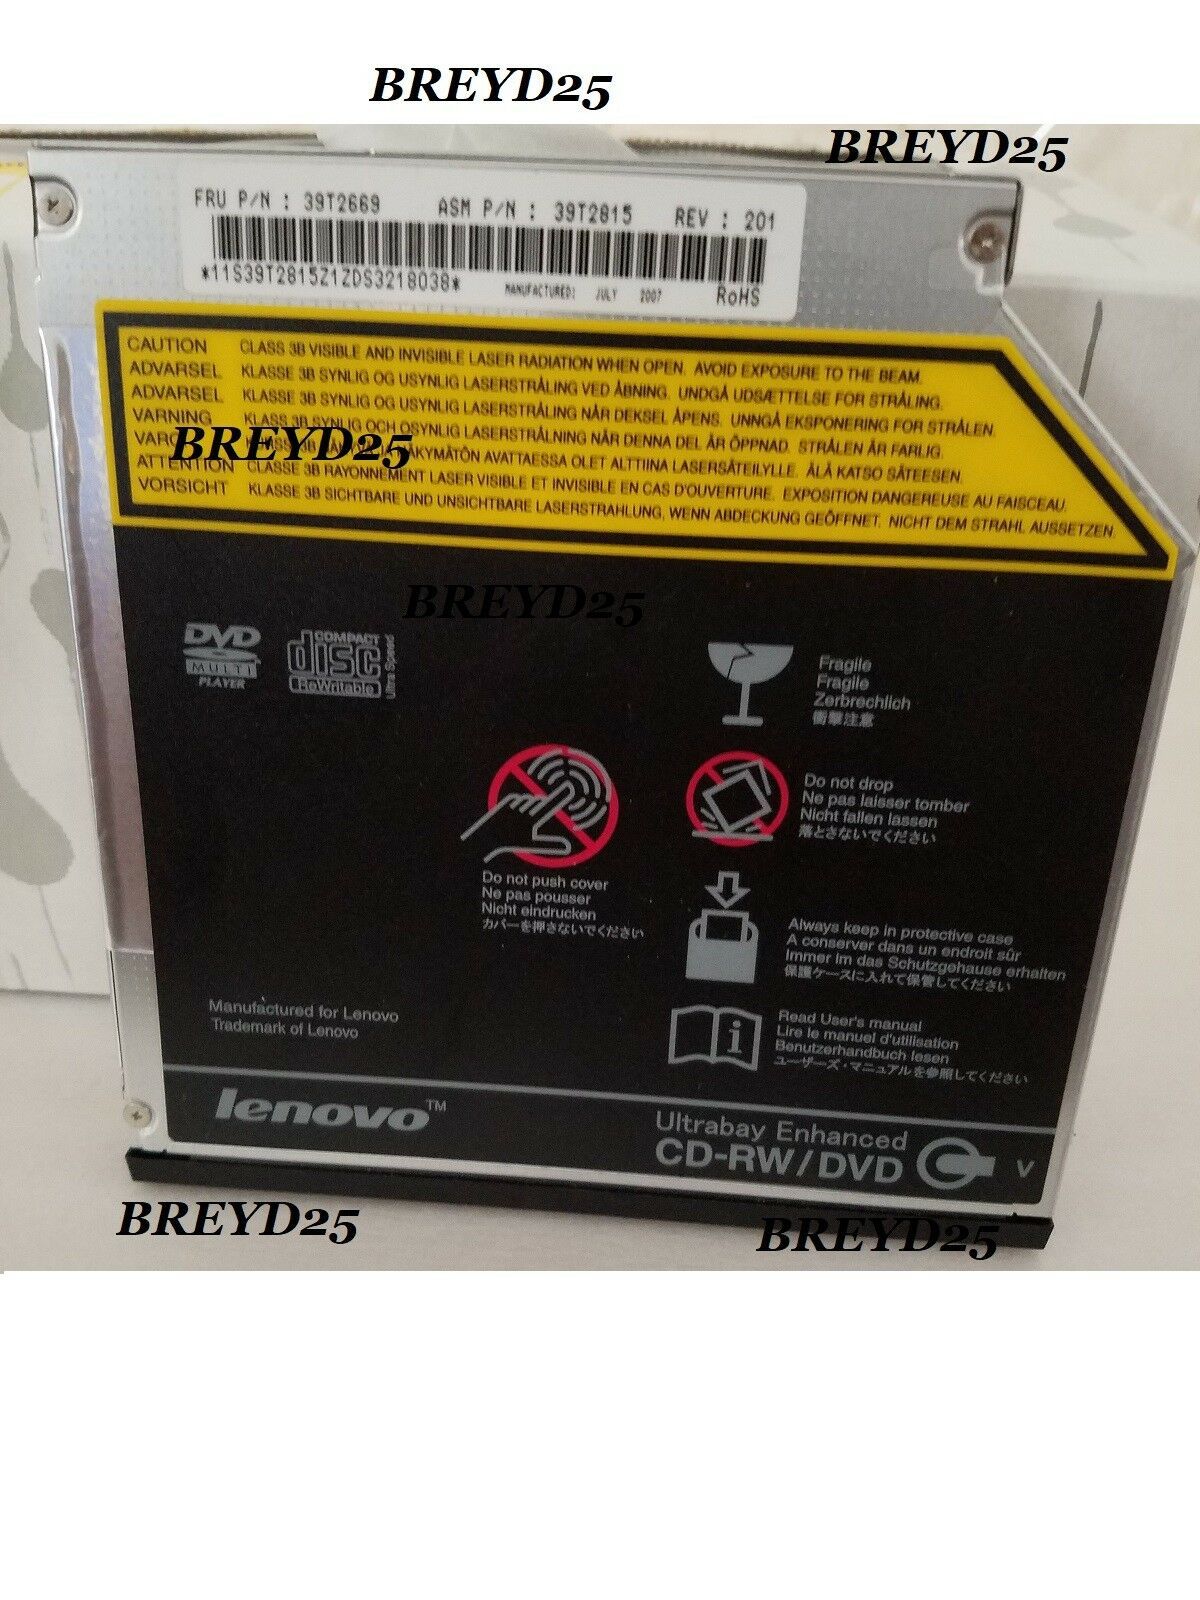 BREYD25
BREYD25
FRU P/N : 39T2669 ASM P/N : 39T2815 REV : 201
*11S39T2815Z1ZDS3218038* MANUFACTURED: JULY 2007 RoHS
CAUTION CLASS 3B VISIBLE AND INVISIBLE LASER RADIATION WHEN OPEN. AVOID EXPOSURE TO THE BEAM.
ADVARSEL KLASSE 3B SYNLIG OG USYNLIG LASERSTRÅLING VED ÅBNING. UNDGÅ UDSÆTTELSE FOR STRÅLING.
ADVARSEL KLASSE 3B SYNLIG OG USYNLIG LASERSTRÅLING NÅR DEKSEL ÅPENS. UNNGÅ EKSPONERING FOR STRÅLEN.
VARNING KLASS 3B SYNLIG OCH OSYNLIG LASERSTRÅLNING NÄR DENNA DEL ÄR ÖPPNAD. STRÅLEN ÄR FARLIG.
AVATTAESSA OLET ALTTIINA LASERSÄTEILYLLE. ÄLÄ KATSO SÄTEESEEN.
BREYD25
ATTENTION CLASSE 3B RAYONNEMENT LASER VISIBLE ET INVISIBLE EN CAS D'OUVERTURE. EXPOSITION DANGEREUSE AU FAISCEAU.
VORSICHT KLASSE 3B SICHTBARE UND UNSICHTBARE LASERSTRAHLUNG, WENN ABDECKUNG GEÖFFNET. NICHT DEM STRAHL AUSSETZEN.
BREYD25
DVD
MULTI
PLAYER
COMPACT
disc
ReWritable
Ultra Speed
Fragile
Fragile
Zerbrechlich
衝撃注意
Do not drop
Ne pas laisser tomber
Nicht fallen lassen
落とさないでください
Do not push cover
Ne pas pousser
Nicht eindrucken
カバーを押さないでください
Always keep in protective case
A conserver dans un endroit sûr
Immer im das Schutzgehause erhalten
保護ケースに入れて保管してください
Manufactured for Lenovo
Trademark of Lenovo
Read User's manual
Lire le manuel d'utilisation
Benutzerhandbuch lesen
ユーザーズ・マニュアルを参照してください
lenovo™
Ultrabay Enhanced
CD-RW/DVD V
BREYD25
BREYD25